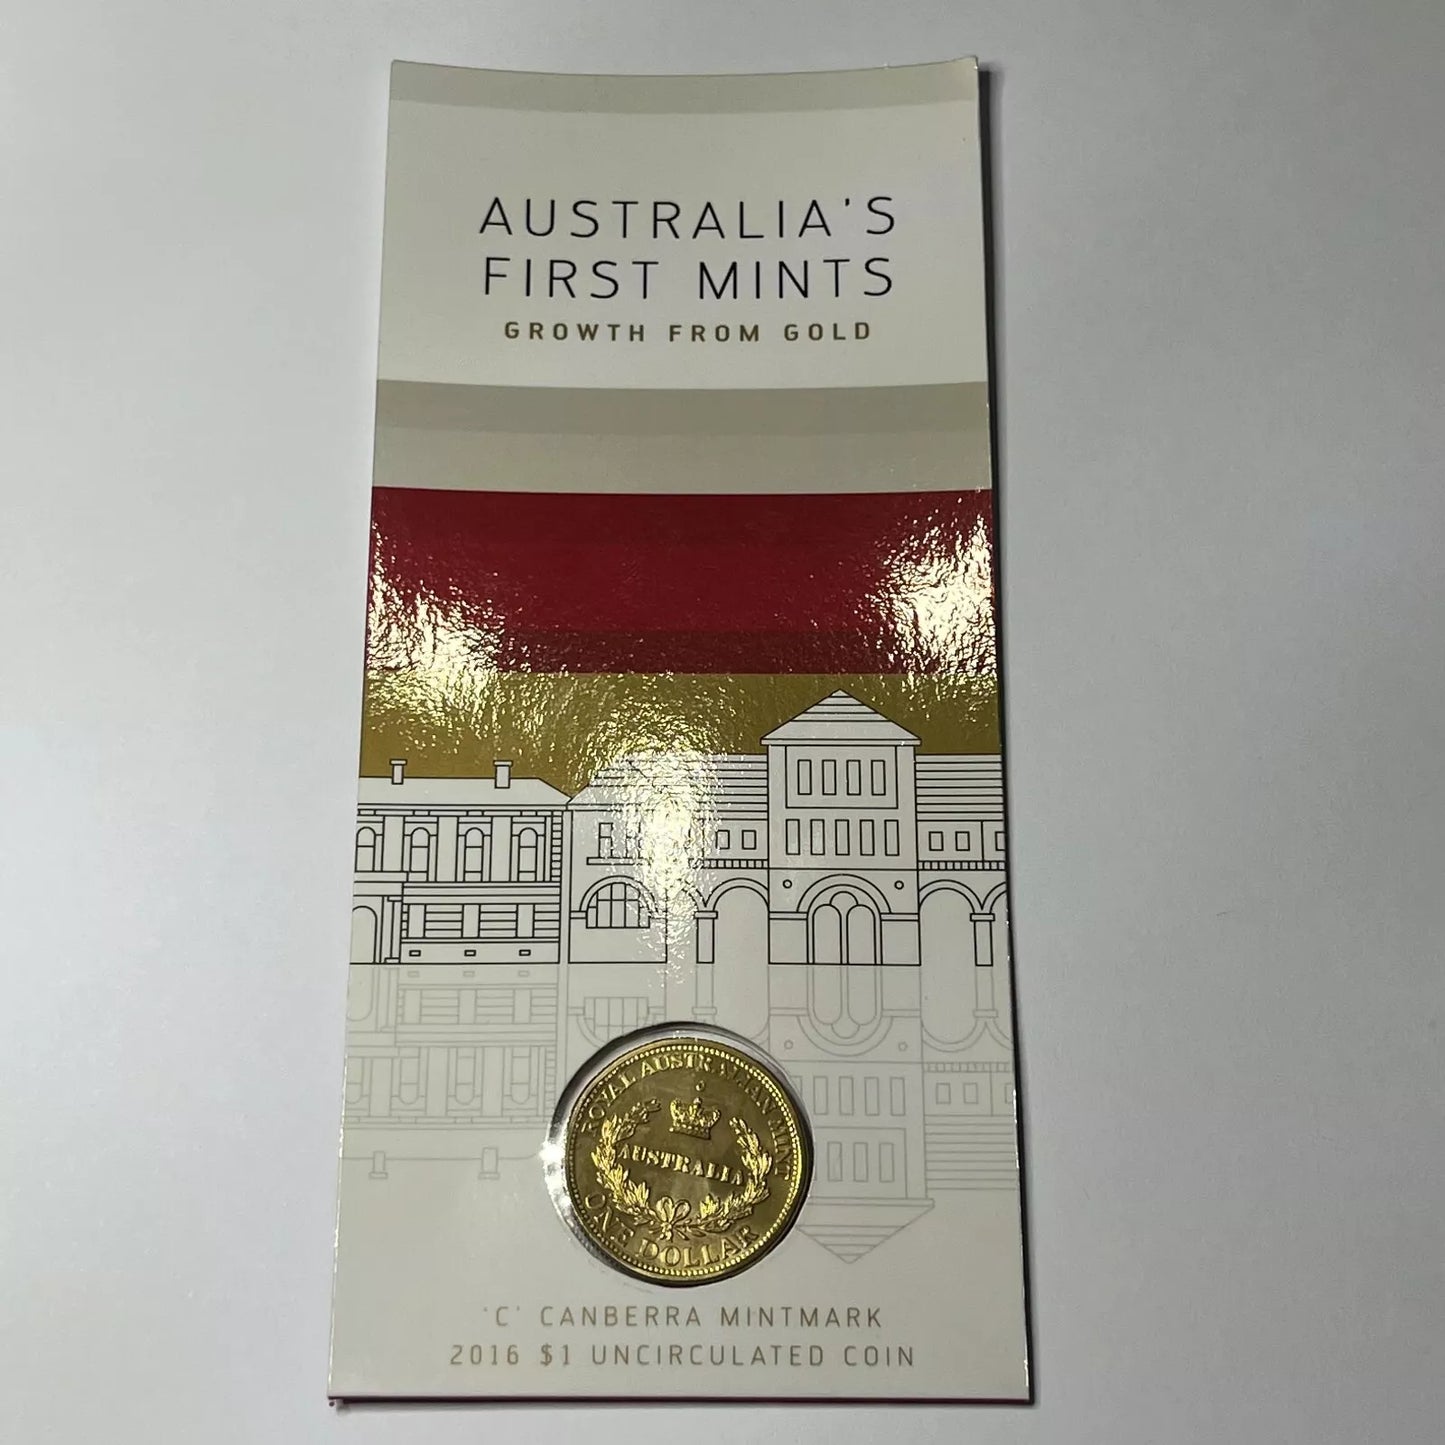 AUSTRALIA'S
FIRST MINTS
GROWTH FROM GOLD
ROYAL AUSTRALIAN MINT
AUSTRALIA
ONE DOLLAR
'C' CANBERRA MINTMARK
2016 $1 UNCIRCULATED COIN